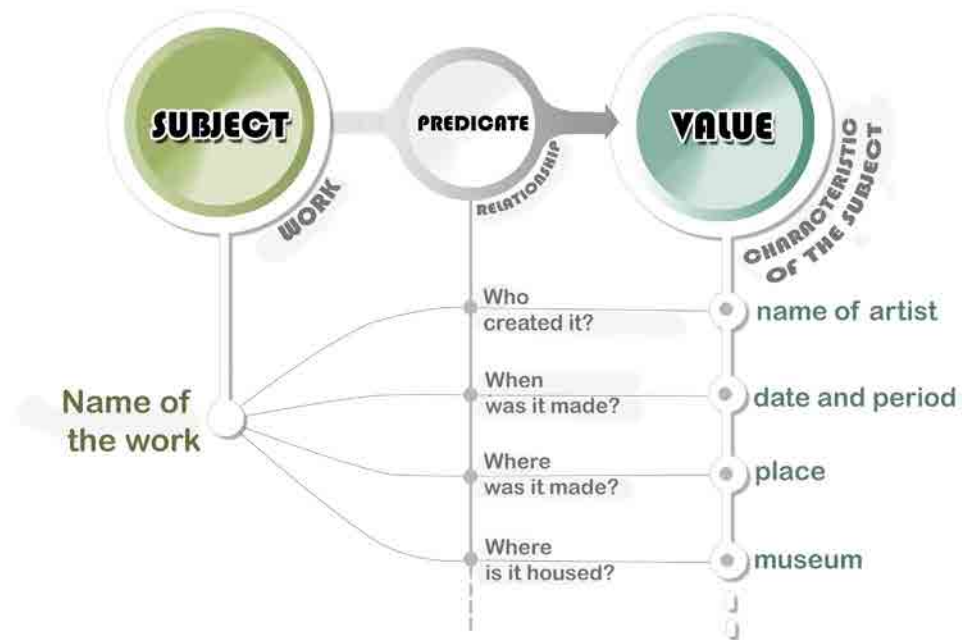 SUBJECT
PREDICATE
VALUE
WORK
RELATIONSHIP
CHARACTERISTIC
OF THE SUBJECT
Name of
the work
Who
created it?
name of artist
When
was it made?
date and period
Where
was it made?
place
Where
is it housed?
museum